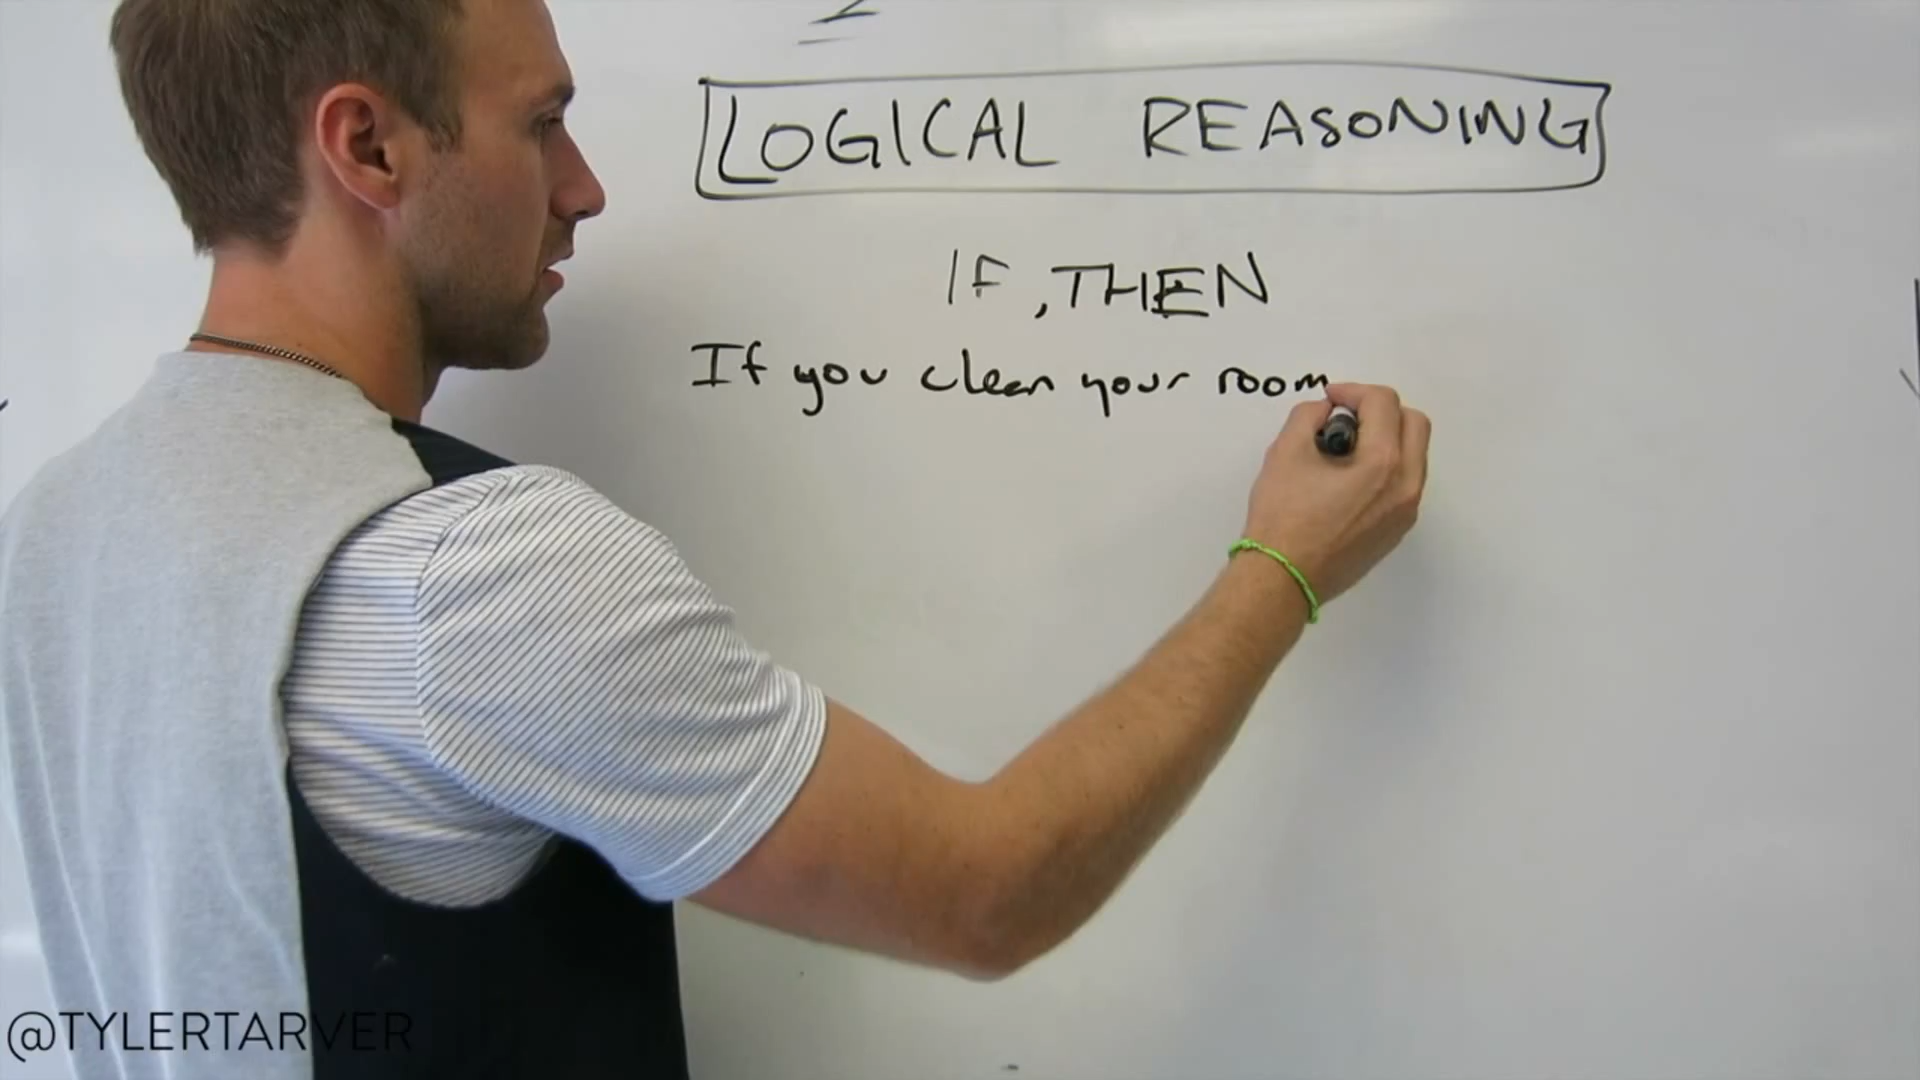 LOGICAL REASONING
IF, THEN
If you clean your room
@TYLERTARVER